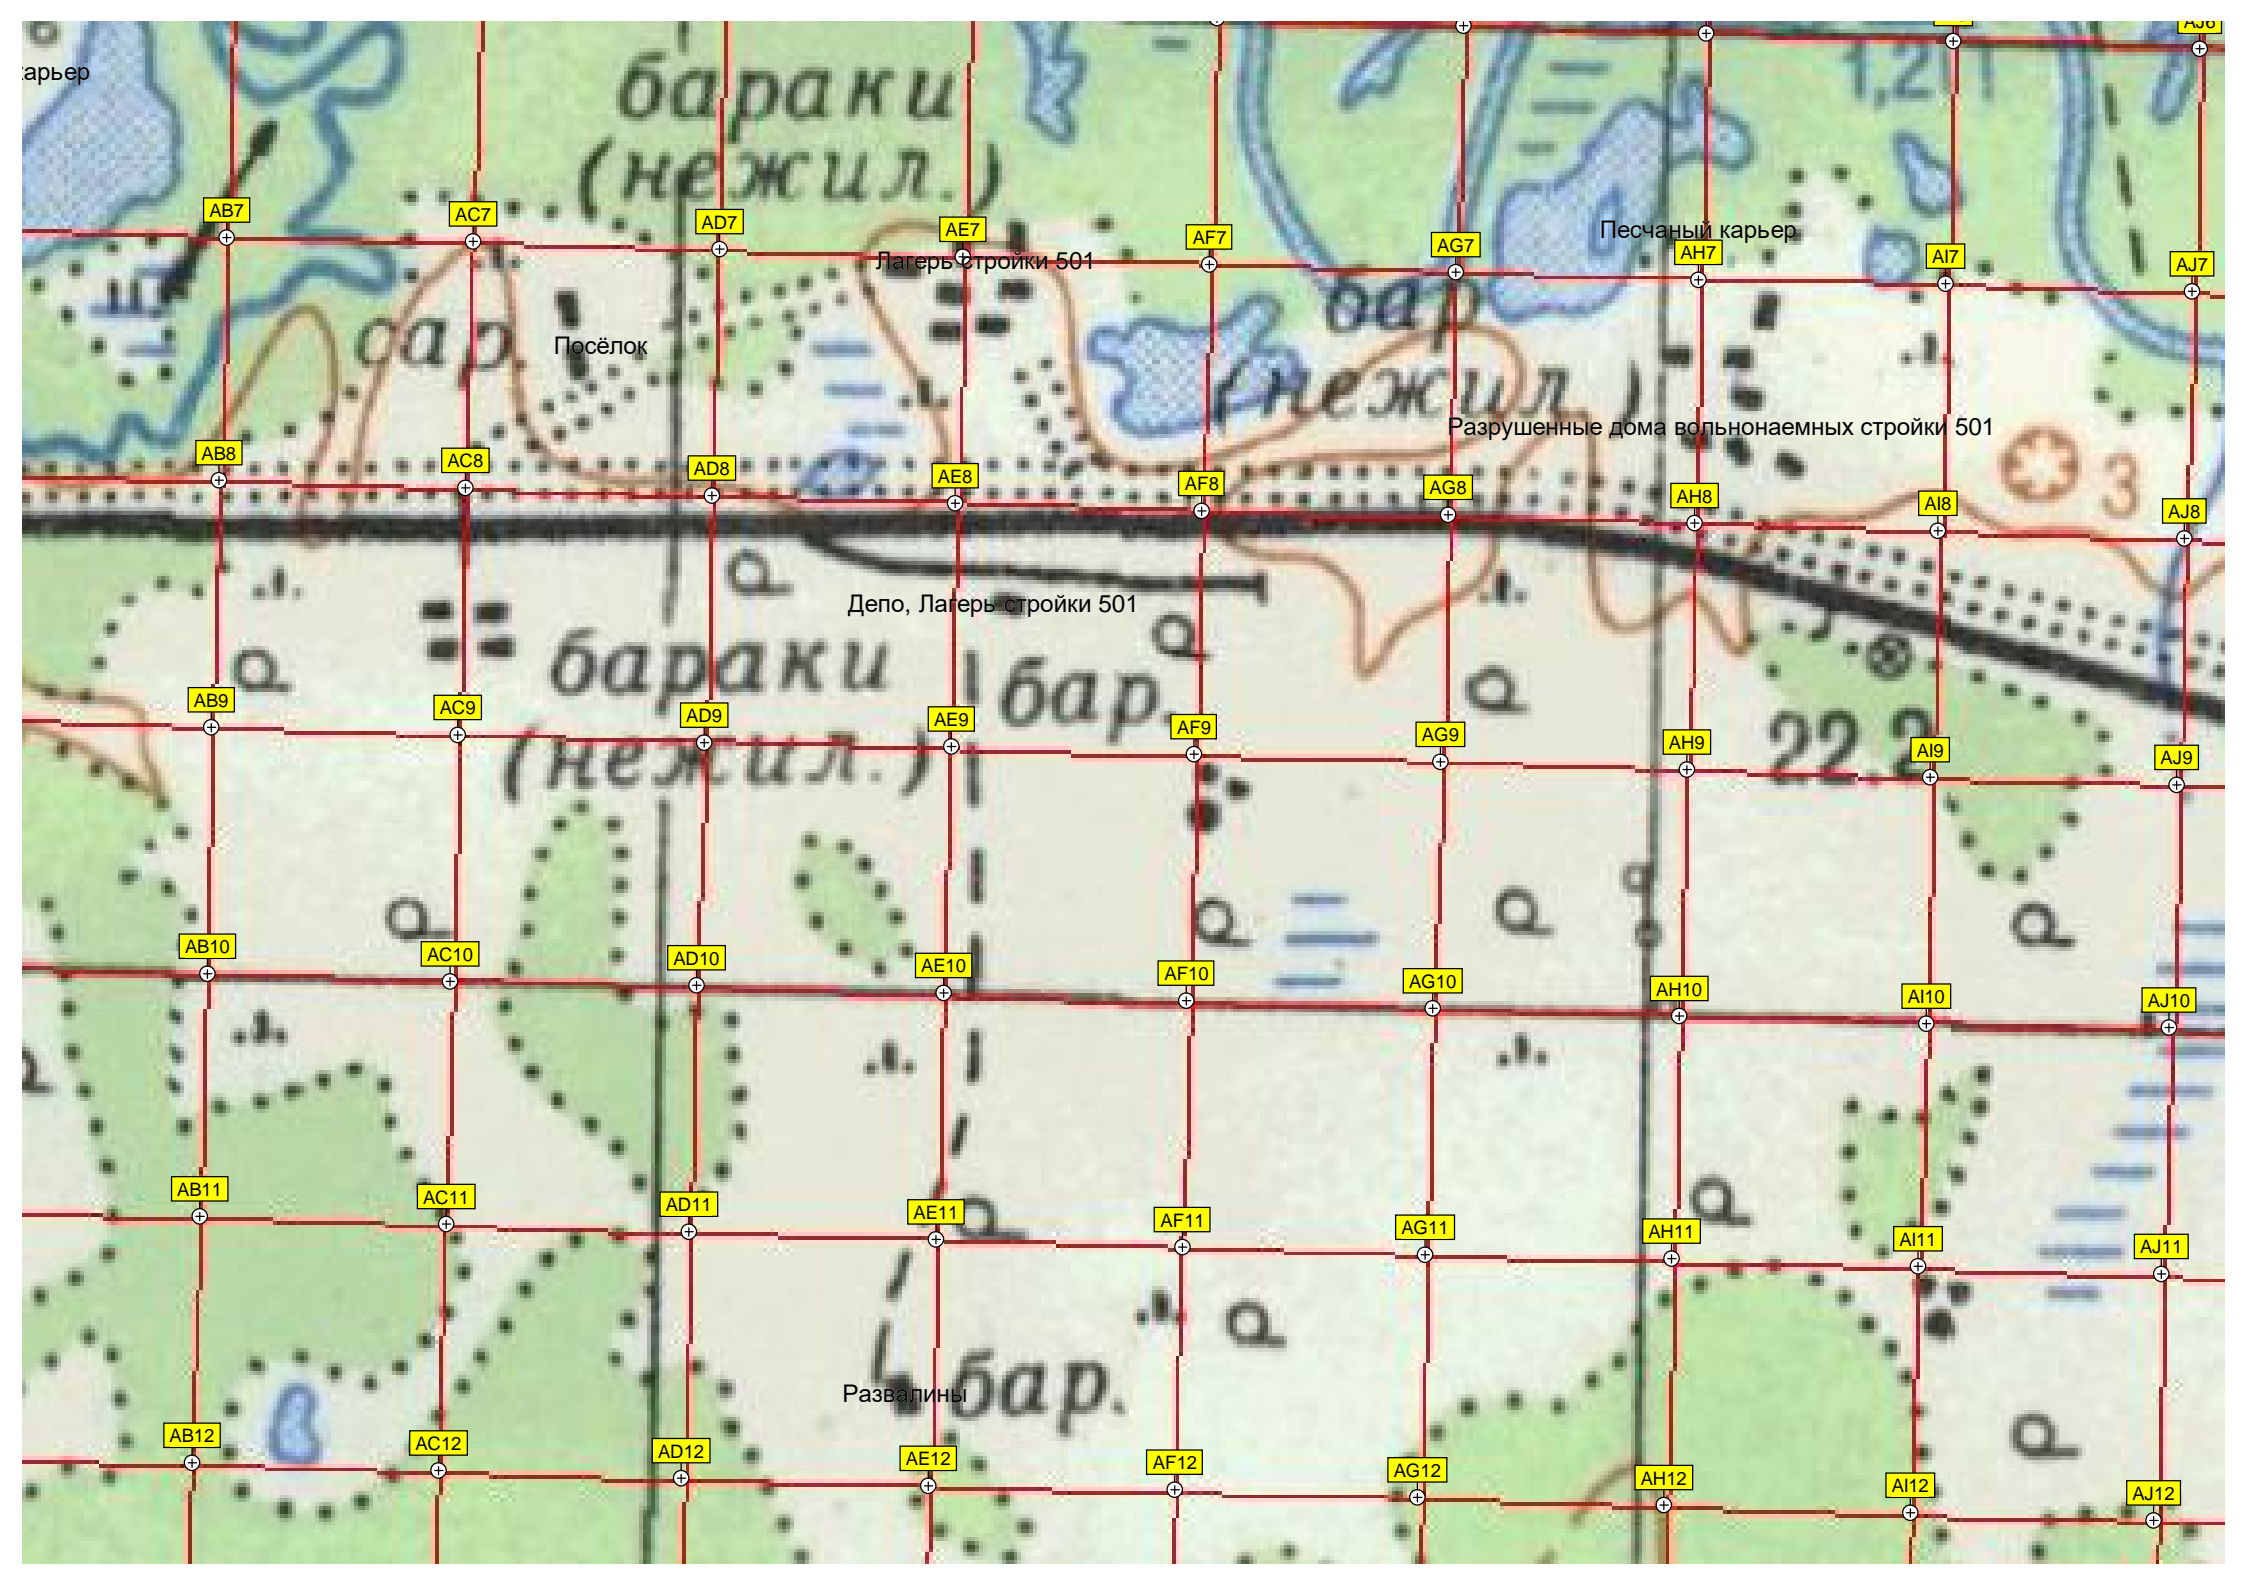 AJ6
1,2
карьер
бараки
(нежил.)
AB7
AC7
AD7
AE7
AF7
AG7
AH7
AI7
AJ7
Песчаный карьер
Лагерь стройки 501
бар
сар.
Посёлок
(нежил.)
Разрушенные дома вольнонаемных стройки 501
3
AB8
AC8
AD8
AE8
AF8
AG8
AH8
AI8
AJ8
Депо, Лагерь стройки 501
бараки
бар.
AB9
AC9
AD9
AE9
AF9
AG9
AH9
AI9
AJ9
22.2
(нежил.)
AB10
AC10
AD10
AE10
AF10
AG10
AH10
AI10
AJ10
AB11
AC11
AD11
AE11
AF11
AG11
AH11
AI11
AJ11
Развалины
бар.
AB12
AC12
AD12
AE12
AF12
AG12
AH12
AI12
AJ12